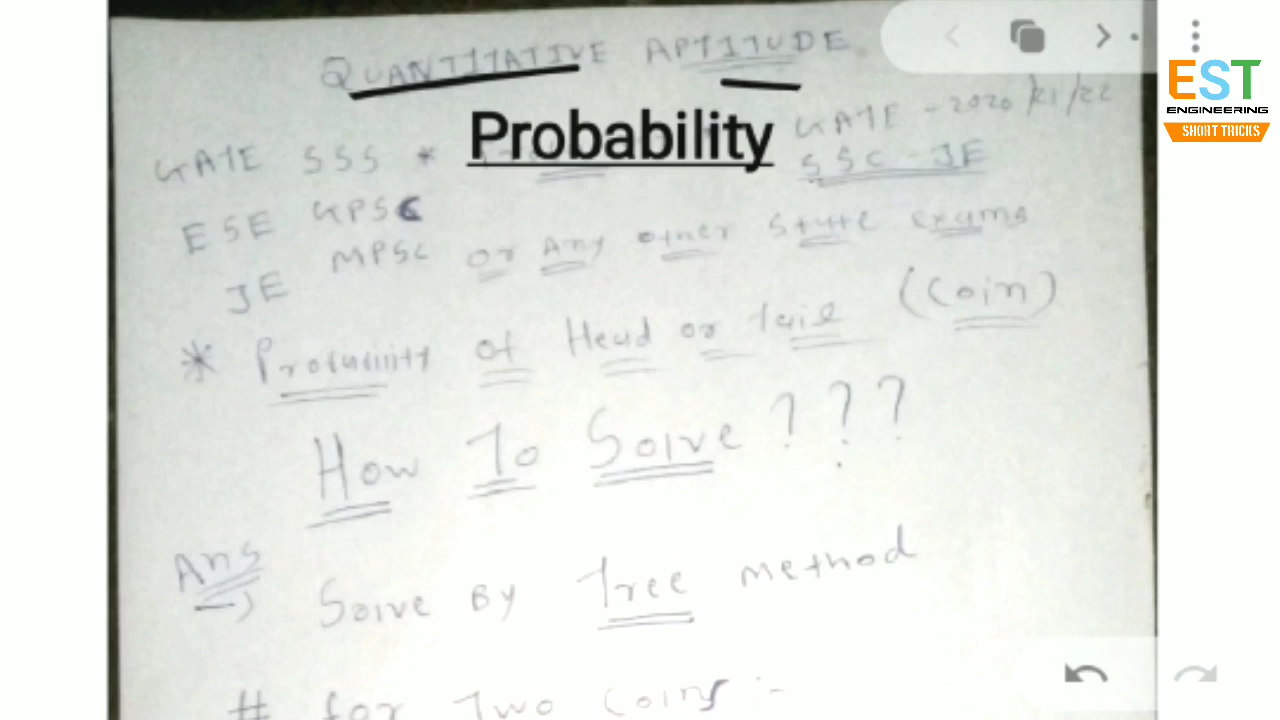 QUANTITATIVE APTITUDE
Probability
GATE - 2020/21/22
GATE SSS *
SSC-JE
ESE GPSC
JE MPSC or Any other State exams
* Probability of Head or tail (Coin)
How To Solve ? ? ?
Ans
→ Solve By Tree method
# for Two Coins :-
EST
ENGINEERING
SHORT TRICKS